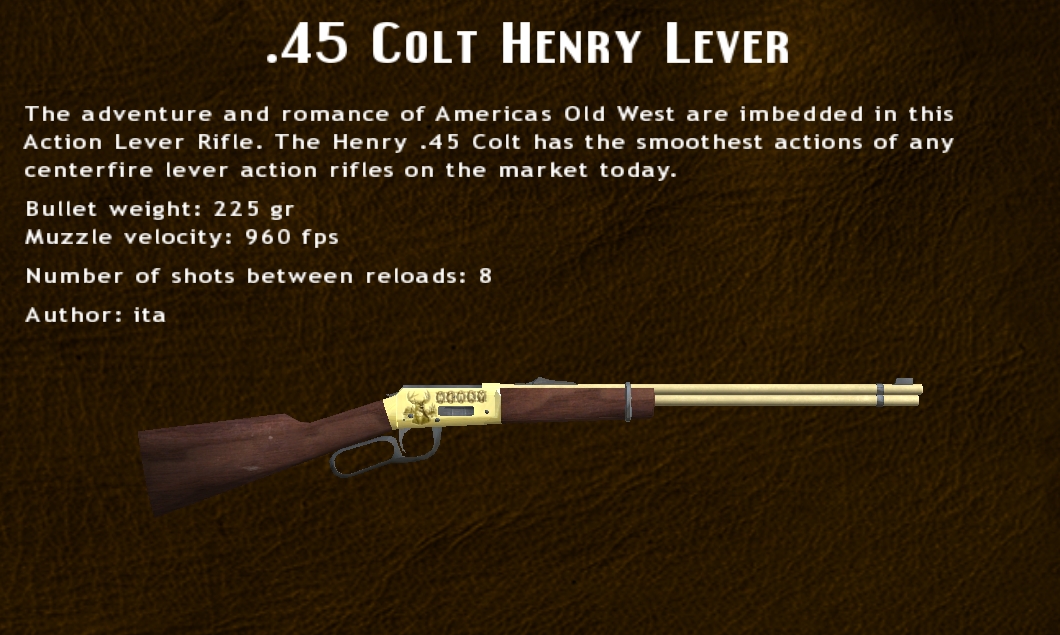 .45 Colt Henry Lever
The adventure and romance of Americas Old West are imbedded in this
Action Lever Rifle. The Henry .45 Colt has the smoothest actions of any
centerfire lever action rifles on the market today.
Bullet weight: 225 gr
Muzzle velocity: 960 fps
Number of shots between reloads: 8
Author: ita